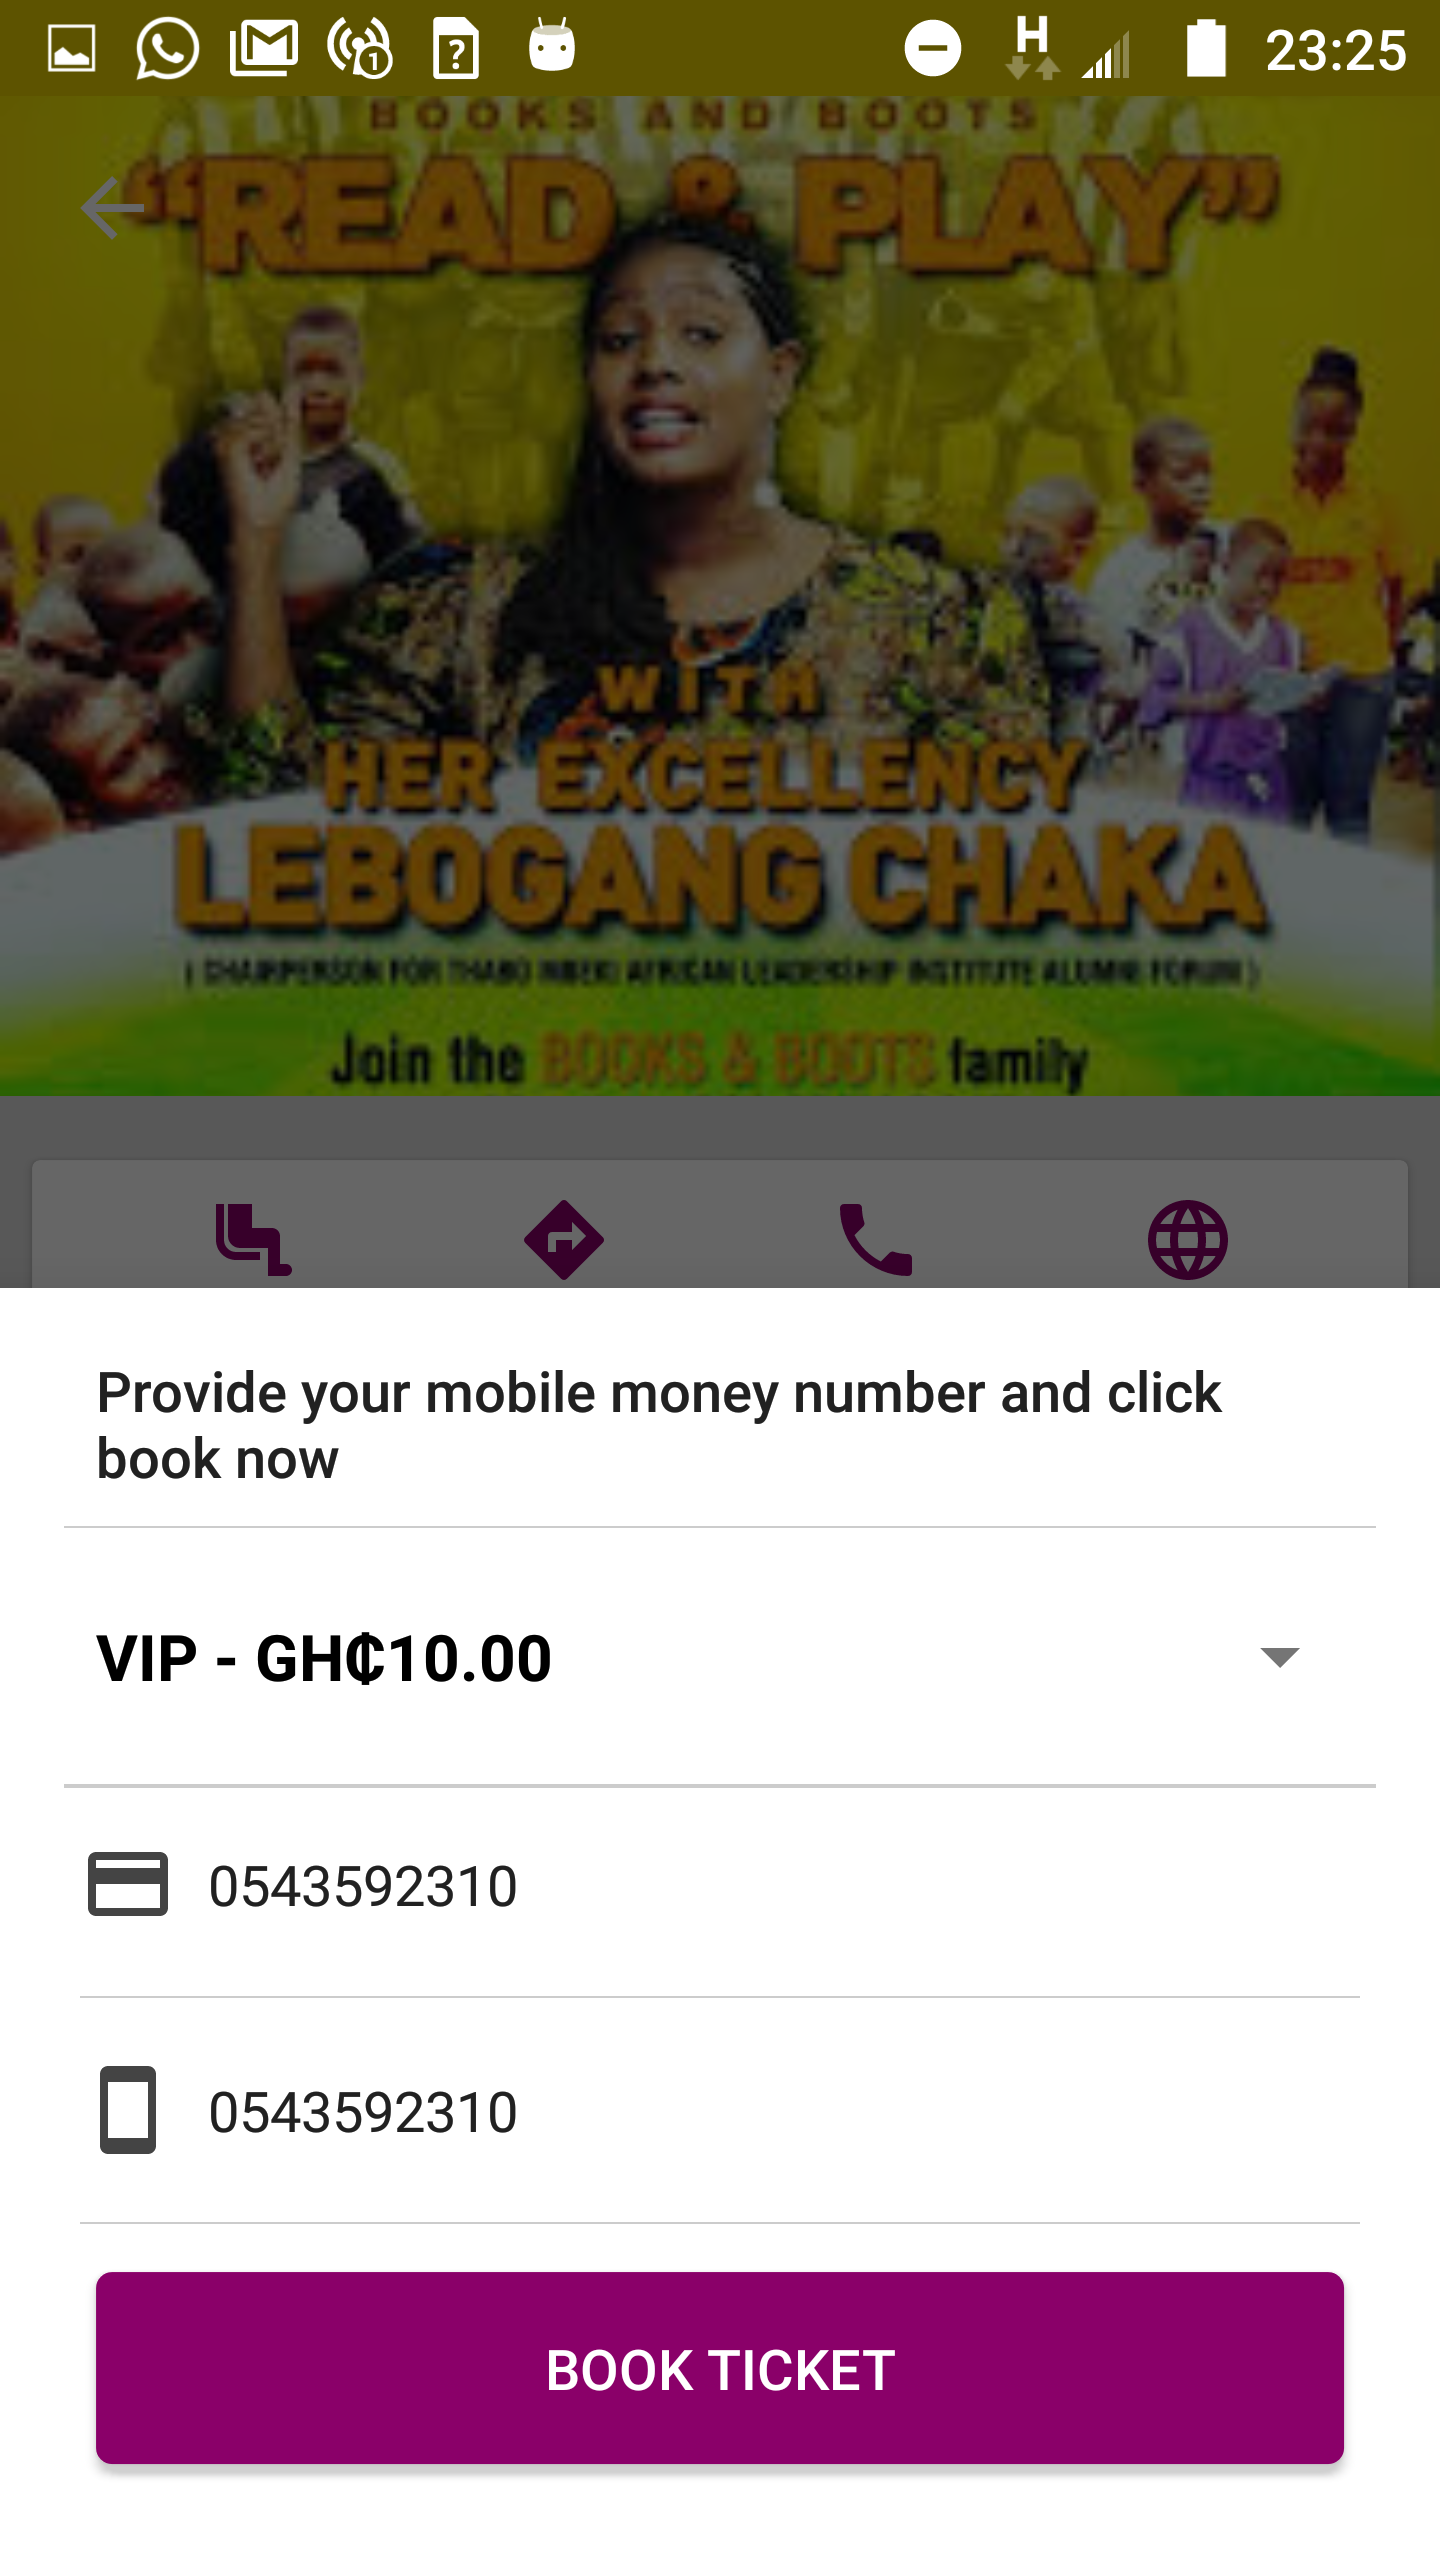 23:25
BOOKS AND BOOTS
“READ & PLAY”
WITH
HER EXCELLENCY
LEBOGANG CHAKA
( CHAIRPERSON FOR THABO MBEKI AFRICAN LEADERSHIP INSTITUTE ALUMNI FORUM )
Join the BOOKS & BOOTS family
Provide your mobile money number and click
book now
VIP - GH₵10.00
0543592310
0543592310
BOOK TICKET